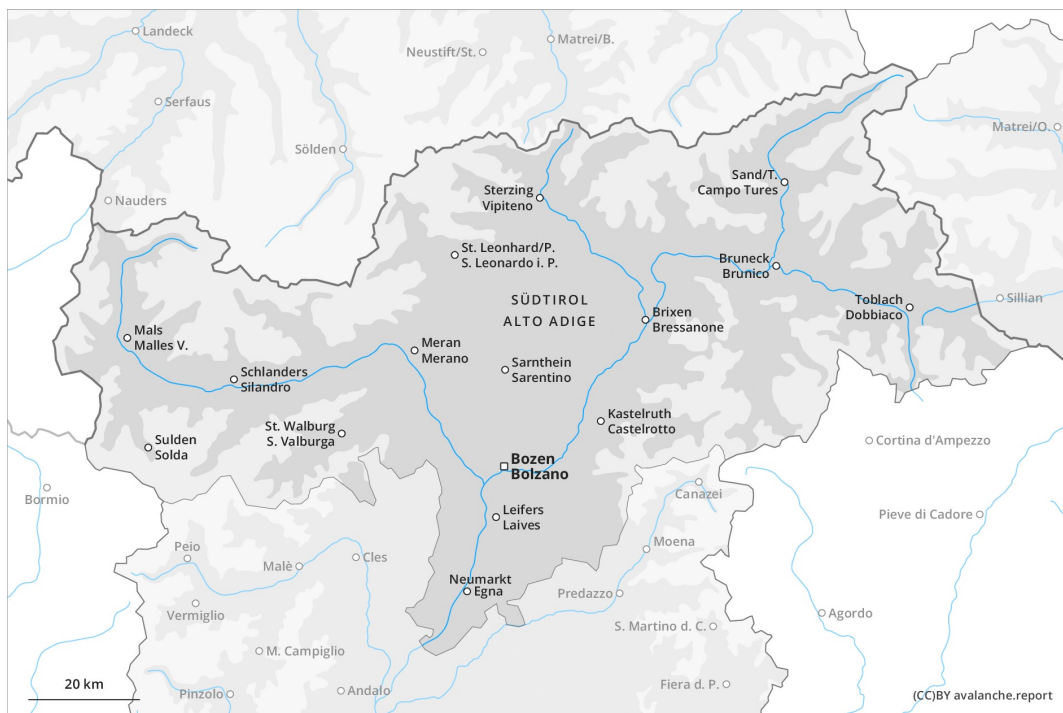 Landeck
Neustift/St.
Matrei/B.
Serfaus
Matrei/O.
Sölden
Sand/T.
Campo Tures
Sterzing
Vipiteno
Nauders
St. Leonhard/P.
S. Leonardo i. P.
Bruneck
Brunico
SÜDTIROL
ALTO ADIGE
Toblach
Dobbiaco
Sillian
Brixen
Bressanone
Mals
Malles V.
Meran
Merano
Sarnthein
Sarentino
Schlanders
Silandro
Kastelruth
Castelrotto
St. Walburg
S. Valburga
Sulden
Solda
Cortina d'Ampezzo
Bozen
Bolzano
Bormio
Canazei
Leifers
Laives
Pieve di Cadore
Peio
Malè
Cles
Moena
Neumarkt
Egna
Predazzo
Vermiglio
Agordo
S. Martino d. C.
M. Campiglio
20 km
Pinzolo
Andalo
Fiera d. P.
(CC)BY avalanche.report